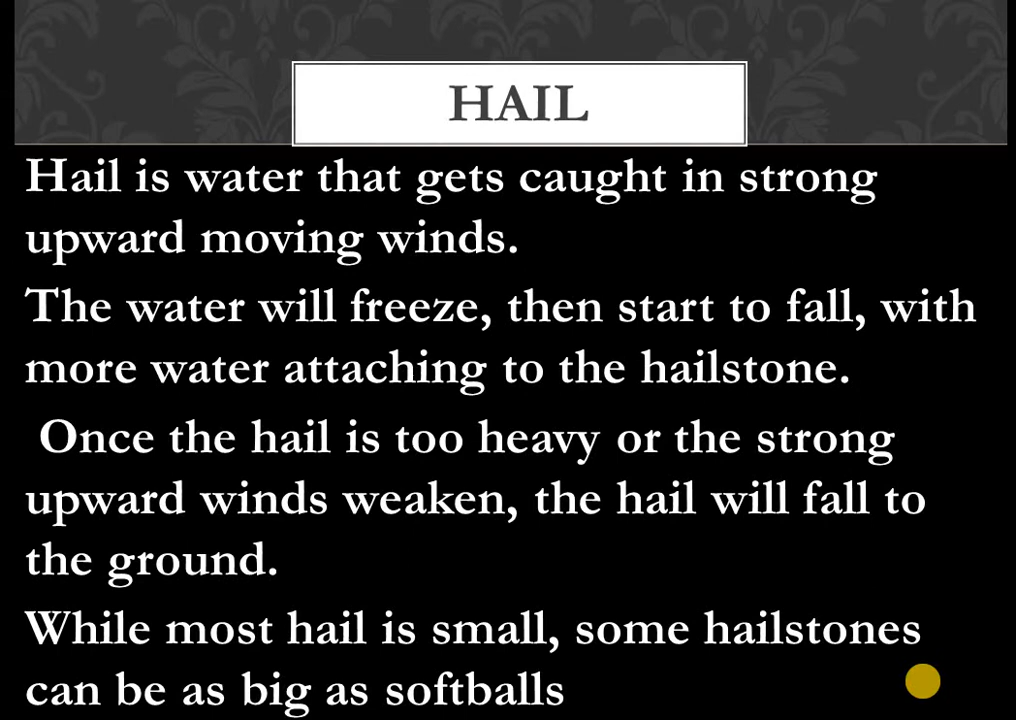 HAIL
Hail is water that gets caught in strong
upward moving winds.
The water will freeze, then start to fall, with
more water attaching to the hailstone.
Once the hail is too heavy or the strong
upward winds weaken, the hail will fall to
the ground.
While most hail is small, some hailstones
can be as big as softballs